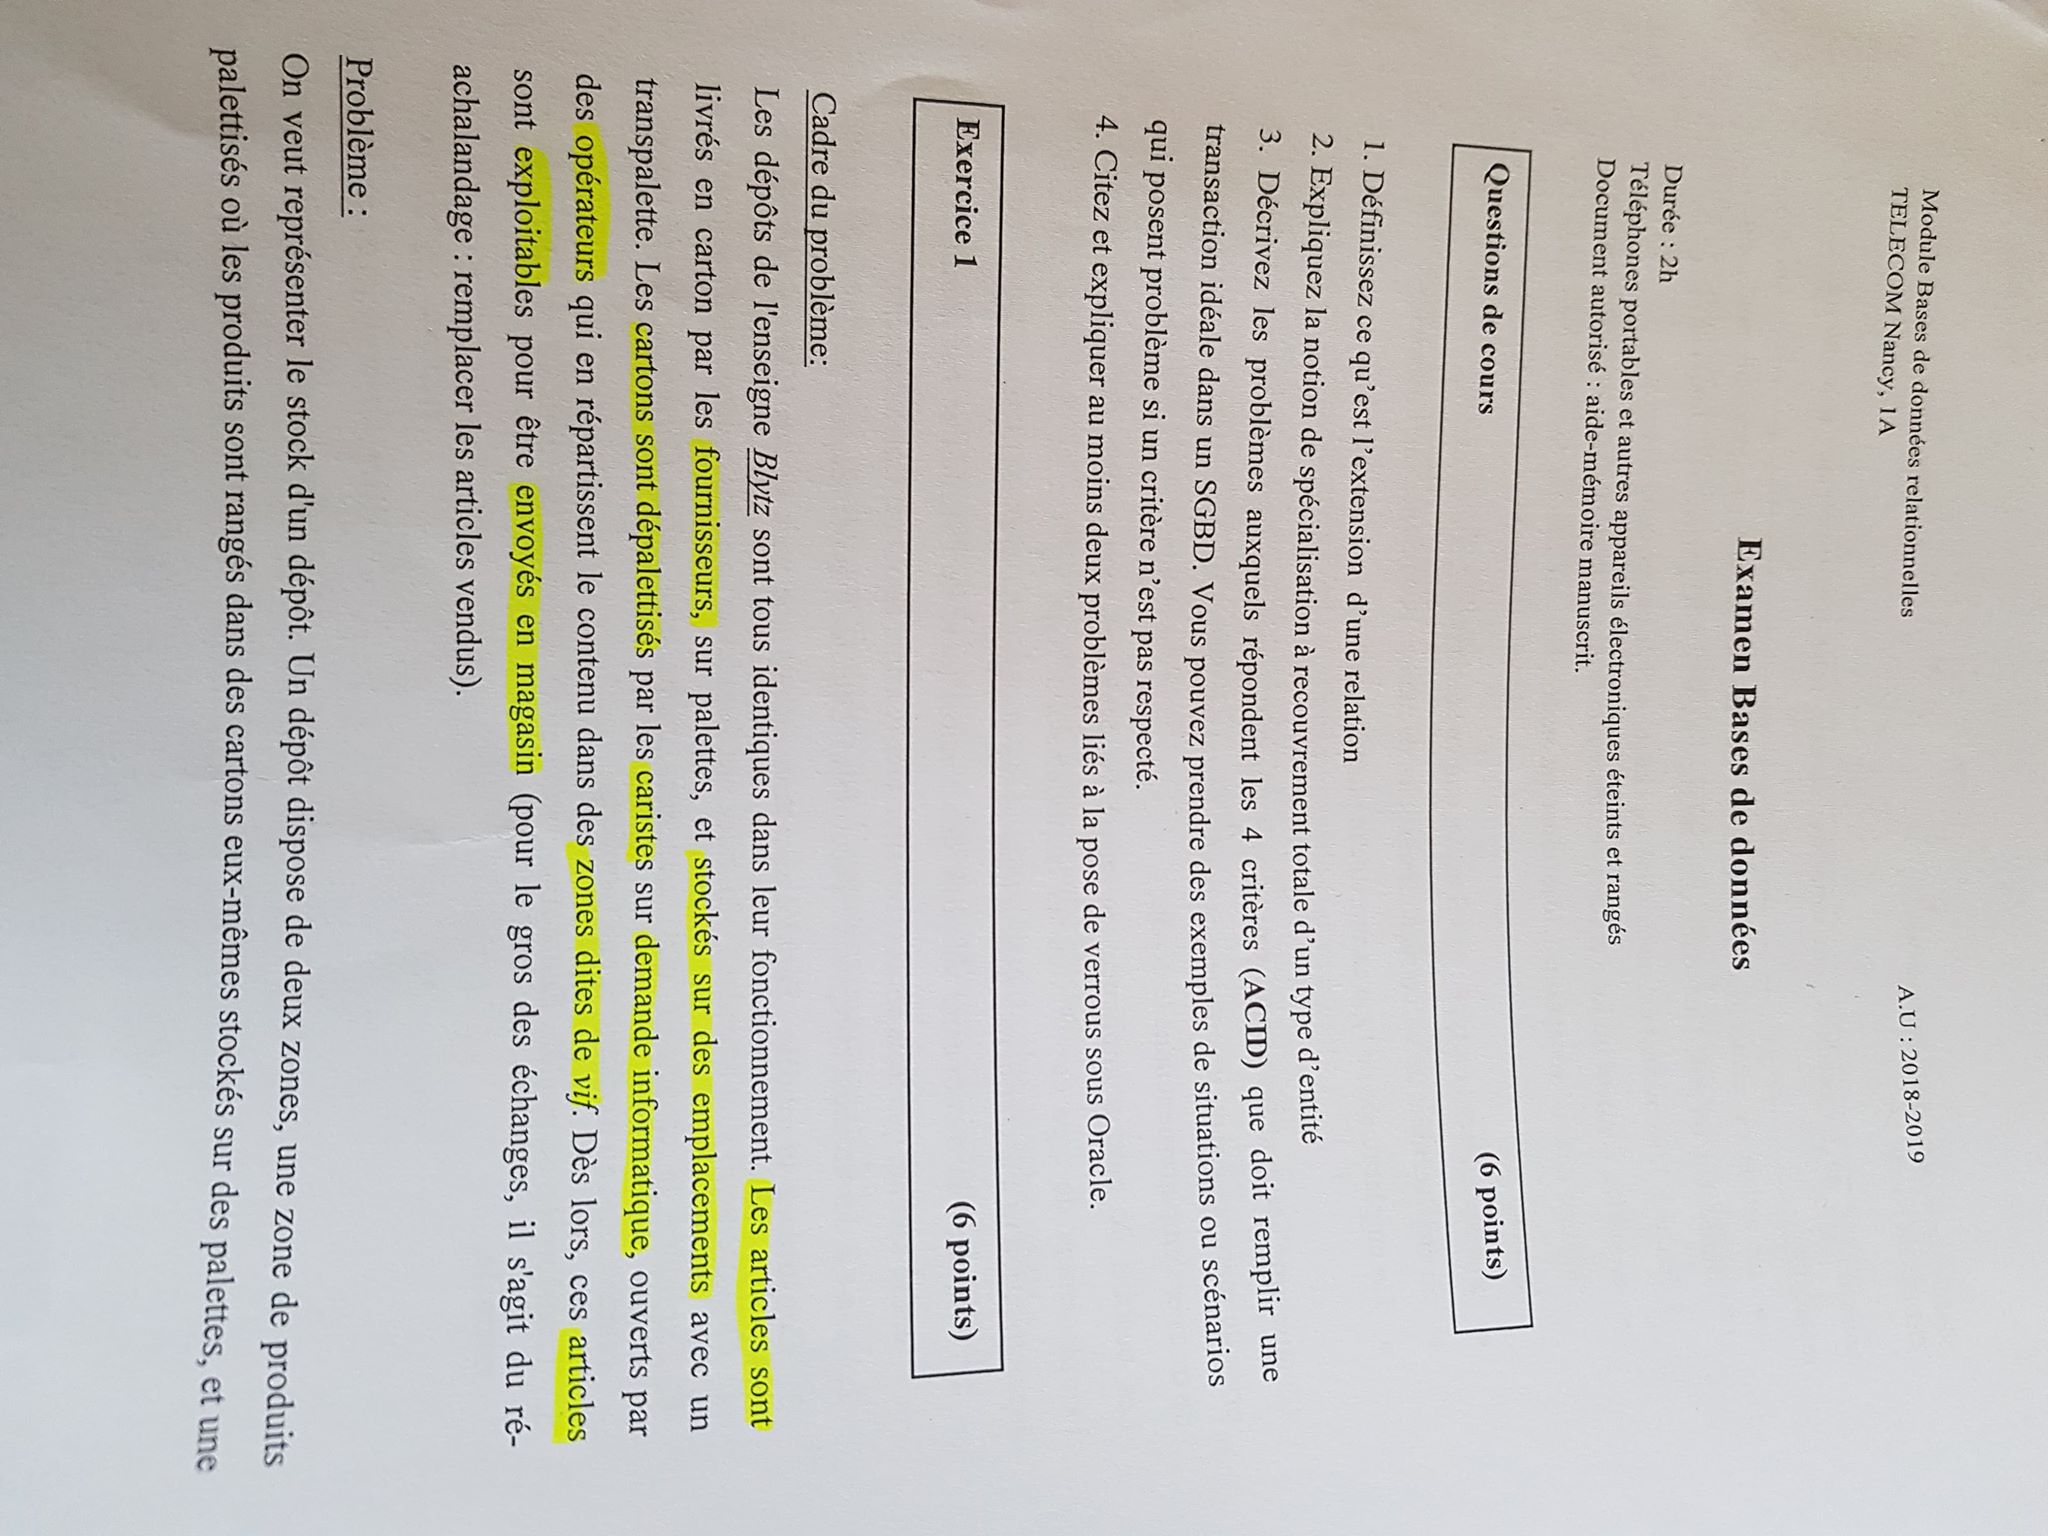 Module Bases de données relationnelles
A.U : 2018-2019
TELECOM Nancy, 1A
Examen Bases de données
Durée : 2h
Téléphones portables et autres appareils électroniques éteints et rangés
Document autorisé : aide-mémoire manuscrit.
Questions de cours (6 points)
1. Définissez ce qu'est l'extension d'une relation
2. Expliquez la notion de spécialisation à recouvrement totale d'un type d'entité
3. Décrivez les problèmes auxquels répondent les 4 critères (ACID) que doit remplir une
transaction idéale dans un SGBD. Vous pouvez prendre des exemples de situations ou scénarios
qui posent problème si un critère n'est pas respecté.
4. Citez et expliquer au moins deux problèmes liés à la pose de verrous sous Oracle.
Exercice 1 (6 points)
Cadre du problème:
Les dépôts de l'enseigne Blytz sont tous identiques dans leur fonctionnement. Les articles sont
livrés en carton par les fournisseurs, sur palettes, et stockés sur des emplacements avec un
transpalette. Les cartons sont dépalettisés par les caristes sur demande informatique, ouverts par
des opérateurs qui en répartissent le contenu dans des zones dites de vif. Dès lors, ces articles
sont exploitables pour être envoyés en magasin (pour le gros des échanges, il s'agit du ré-
achalandage : remplacer les articles vendus).
Problème :
On veut représenter le stock d'un dépôt. Un dépôt dispose de deux zones, une zone de produits
palettisés où les produits sont rangés dans des cartons eux-mêmes stockés sur des palettes, et une